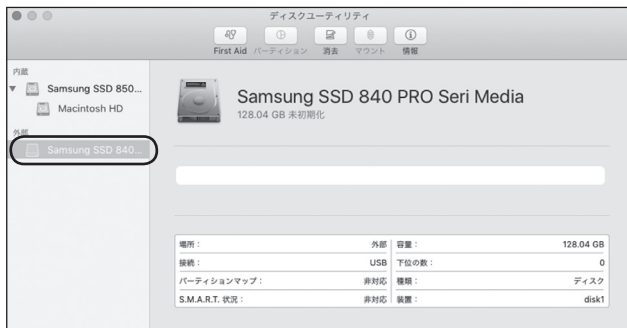 ディスクユーティリティ
First Aid パーティション 消去 マウント 情報
内蔵
Samsung SSD 850...
Macintosh HD
外部
Samsung SSD 840...
Samsung SSD 840 PRO Seri Media
128.04 GB 未初期化
場所: 外部 容量: 128.04 GB
接続: USB 下位の数: 0
パーティションマップ: 非対応 種類: ディスク
S.M.A.R.T. 状況: 非対応 装置: disk1